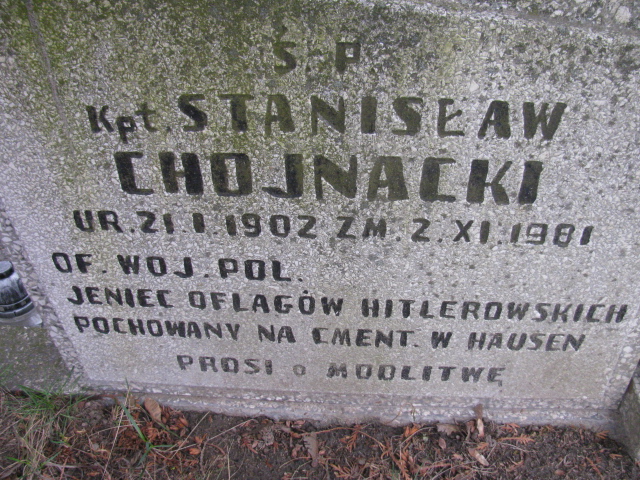 Ś P
Kpt. STANISŁAW
CHOJNACKI
UR. 21.I.1902 ZM. 2.XI.1981
OF. WOJ. POL.
JENIEC OFLAGÓW HITLEROWSKICH
POCHOWANY NA CMENT. W HAUSEN
PROSI o MODLITWĘ